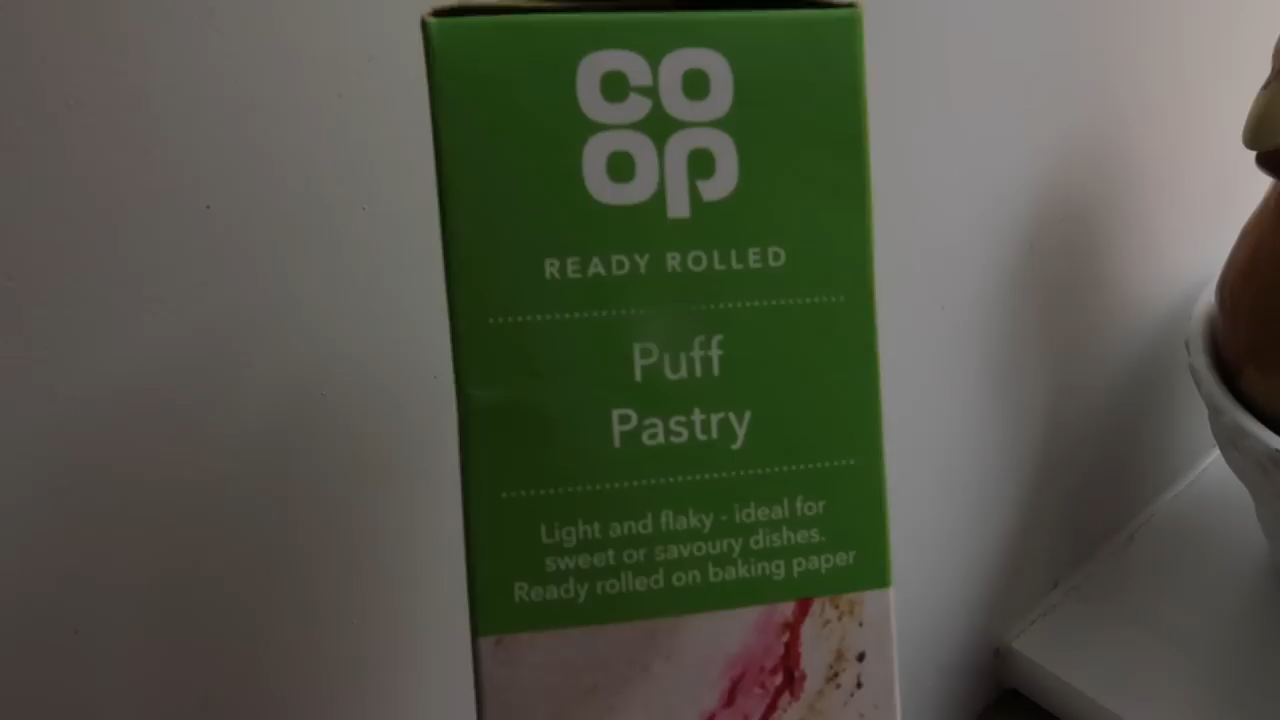 CO
OP
READY ROLLED
Puff
Pastry
Light and flaky - ideal for
sweet or savoury dishes.
Ready rolled on baking paper